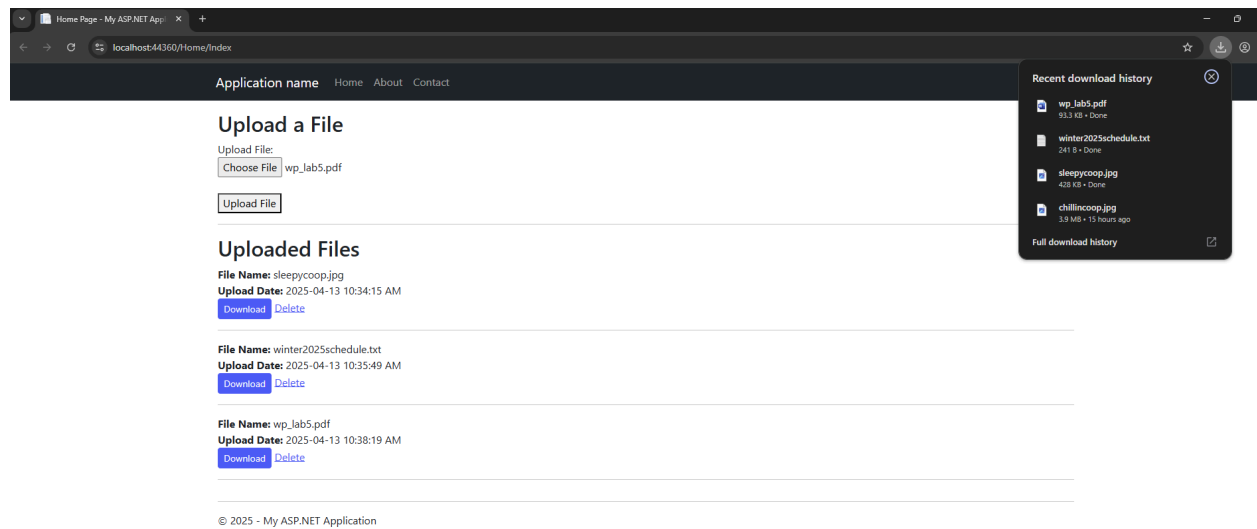 Home Page - My ASP.NET Appl
localhost:44360/Home/Index
Application name Home About Contact
Recent download history
wp_lab5.pdf
93.3 KB • Done
winter2025schedule.txt
241 B • Done
sleepycoop.jpg
428 KB • Done
chillincoop.jpg
3.9 MB • 15 hours ago
Full download history
Upload a File
Upload File:
Choose File wp_lab5.pdf
Upload File
Uploaded Files
File Name: sleepycoop.jpg
Upload Date: 2025-04-13 10:34:15 AM
Download Delete
File Name: winter2025schedule.txt
Upload Date: 2025-04-13 10:35:49 AM
Download Delete
File Name: wp_lab5.pdf
Upload Date: 2025-04-13 10:38:19 AM
Download Delete
© 2025 - My ASP.NET Application